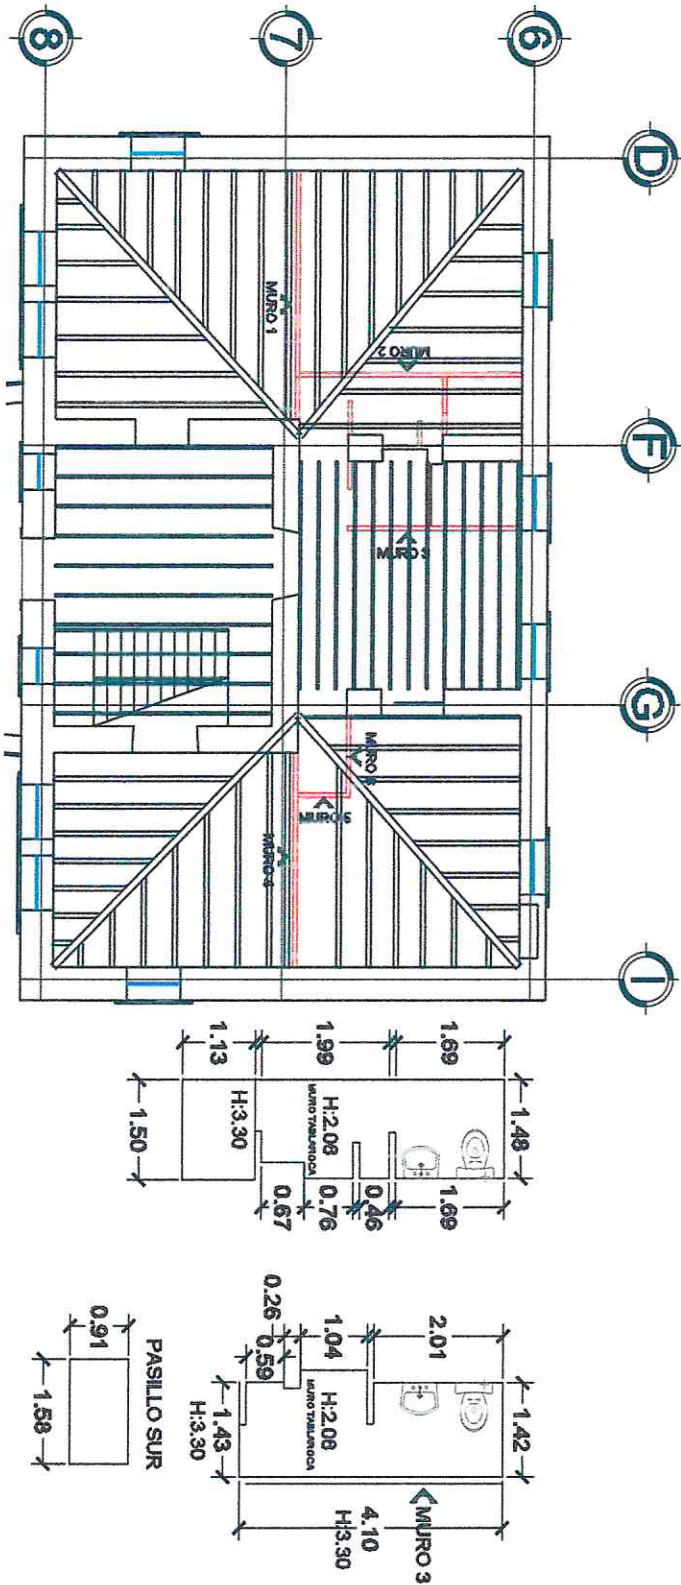 8
7
6
D
F
G
I
MURO 1
MURO 2
MURO 3
MURO 4
MURO 5
MURO
1.13
1.99
1.69
1.50
H:3.30
H:2.08
MURO TABLAROCA
1.48
0.67
0.76
0.46
1.69
0.91
1.58
PASILLO SUR
0.26
0.59
1.04
2.01
1.43
H:3.30
H:2.08
MURO TABLAROCA
1.42
4.10
H:3.30
MURO 3